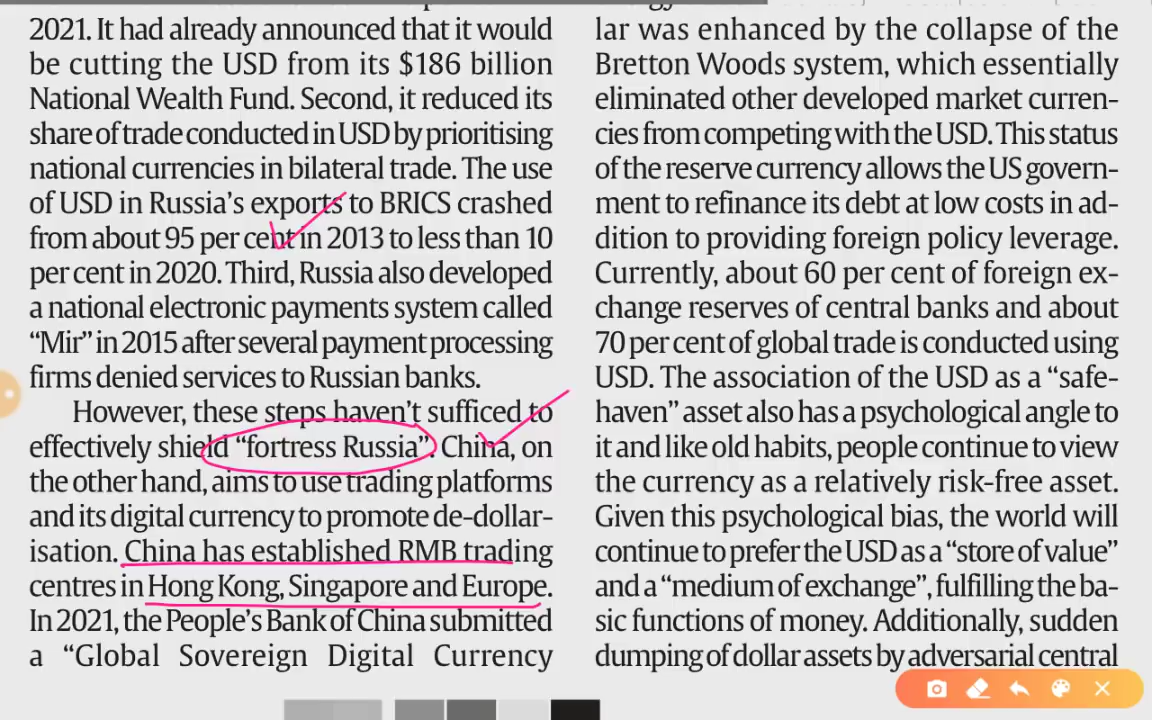 2021. It had already announced that it would
be cutting the USD from its $186 billion
National Wealth Fund. Second, it reduced its
share of trade conducted in USD by prioritising
national currencies in bilateral trade. The use
of USD in Russia’s exports to BRICS crashed
from about 95 per cent in 2013 to less than 10
per cent in 2020. Third, Russia also developed
a national electronic payments system called
“Mir” in 2015 after several payment processing
firms denied services to Russian banks.
However, these steps haven’t sufficed to
effectively shield “fortress Russia”. China, on
the other hand, aims to use trading platforms
and its digital currency to promote de-dollar-
isation. China has established RMB trading
centres in Hong Kong, Singapore and Europe.
In 2021, the People’s Bank of China submitted
a “Global Sovereign Digital Currency
lar was enhanced by the collapse of the
Bretton Woods system, which essentially
eliminated other developed market curren-
cies from competing with the USD. This status
of the reserve currency allows the US govern-
ment to refinance its debt at low costs in ad-
dition to providing foreign policy leverage.
Currently, about 60 per cent of foreign ex-
change reserves of central banks and about
70 per cent of global trade is conducted using
USD. The association of the USD as a “safe-
haven” asset also has a psychological angle to
it and like old habits, people continue to view
the currency as a relatively risk-free asset.
Given this psychological bias, the world will
continue to prefer the USD as a “store of value”
and a “medium of exchange”, fulfilling the ba-
sic functions of money. Additionally, sudden
dumping of dollar assets by adversarial central